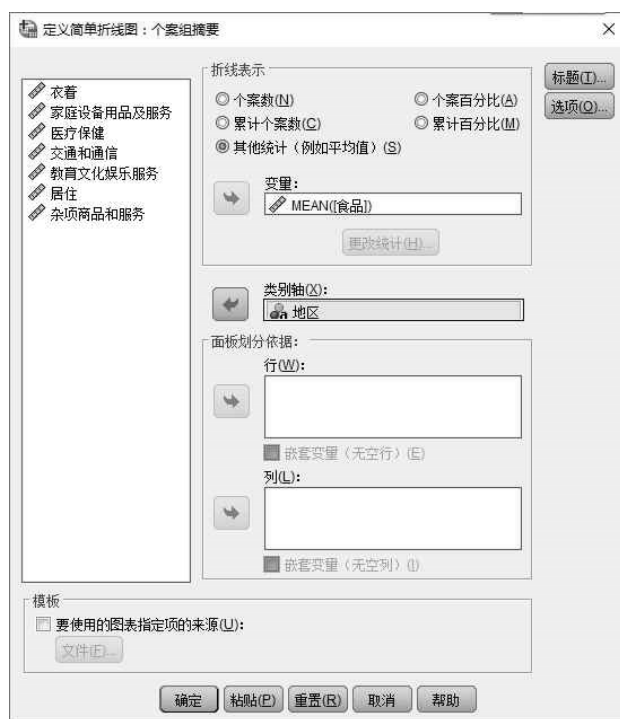 定义简单折线图：个案组摘要
衣着
家庭设备用品及服务
医疗保健
交通和通信
教育文化娱乐服务
居住
杂项商品和服务
折线表示
个案数(N)
个案百分比(A)
累计个案数(C)
累计百分比(M)
其他统计（例如平均值）(S)
变量：
MEAN([食品])
更改统计(H)...
类别轴(X)：
地区
面板划分依据：
行(W)：
嵌套变量（无空行）(E)
列(L)：
嵌套变量（无空列）(I)
标题(T)...
选项(O)...
模板
要使用的图表指定项的来源(U)：
文件(F)...
确定
粘贴(P)
重置(R)
取消
帮助